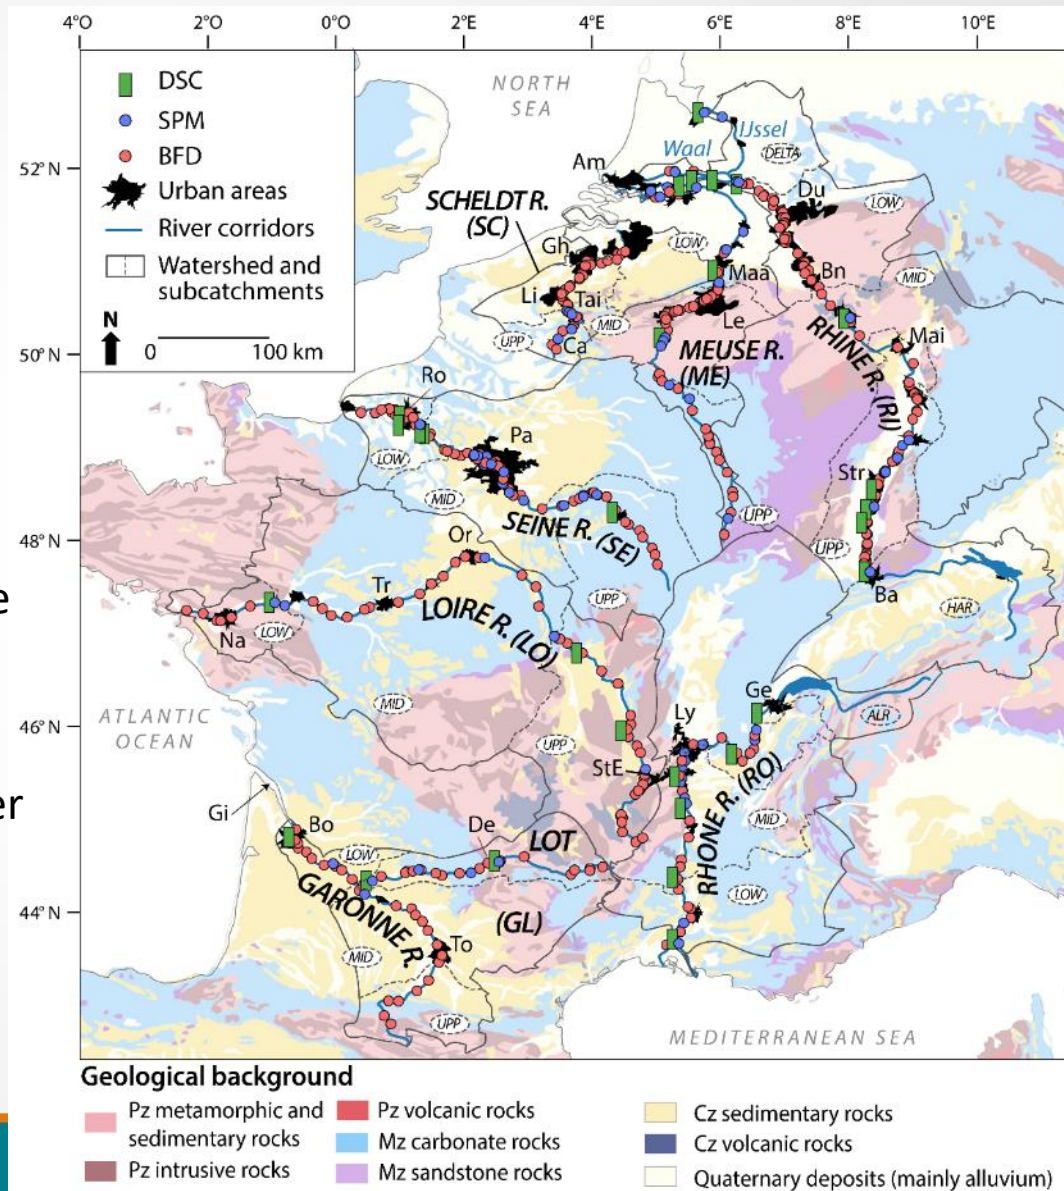 4°O
2°O
0°O
2°E
4°E
6°E
8°E
10°E
DSC
SPM
BFD
Urban areas
River corridors
Watershed and
subcatchments
N
0
100 km
NORTH
SEA
IJssel
Waal
DELTA
52°N
Am
Du
SCHELDT R.
(SC)
LOW
Gh
LOW
Maa
Bn
MID
Li
Tai
MID
Le
RHINE R. (RI)
UPP
Ca
MEUSE R.
(ME)
Mai
50°N
Ro
Pa
LOW
MID
Str
SEINE R. (SE)
UPP
UPP
48°N
Or
Tr
LOIRE R. (LO)
UPP
Ba
HAR
Na
LOW
e
MID
Ge
46°N
ALR
ATLANTIC
OCEAN
Ly
UPP
StE
RHONE R. (RO)
MID
Gi
Bo
De
LOT
LOW
er
GARONNE R.
(GL)
LOW
44°N
To
MID
UPP
MEDITERRANEAN SEA
Geological background
Pz metamorphic and
sedimentary rocks
Pz intrusive rocks
Pz volcanic rocks
Mz carbonate rocks
Mz sandstone rocks
Cz sedimentary rocks
Cz volcanic rocks
Quaternary deposits (mainly alluvium)